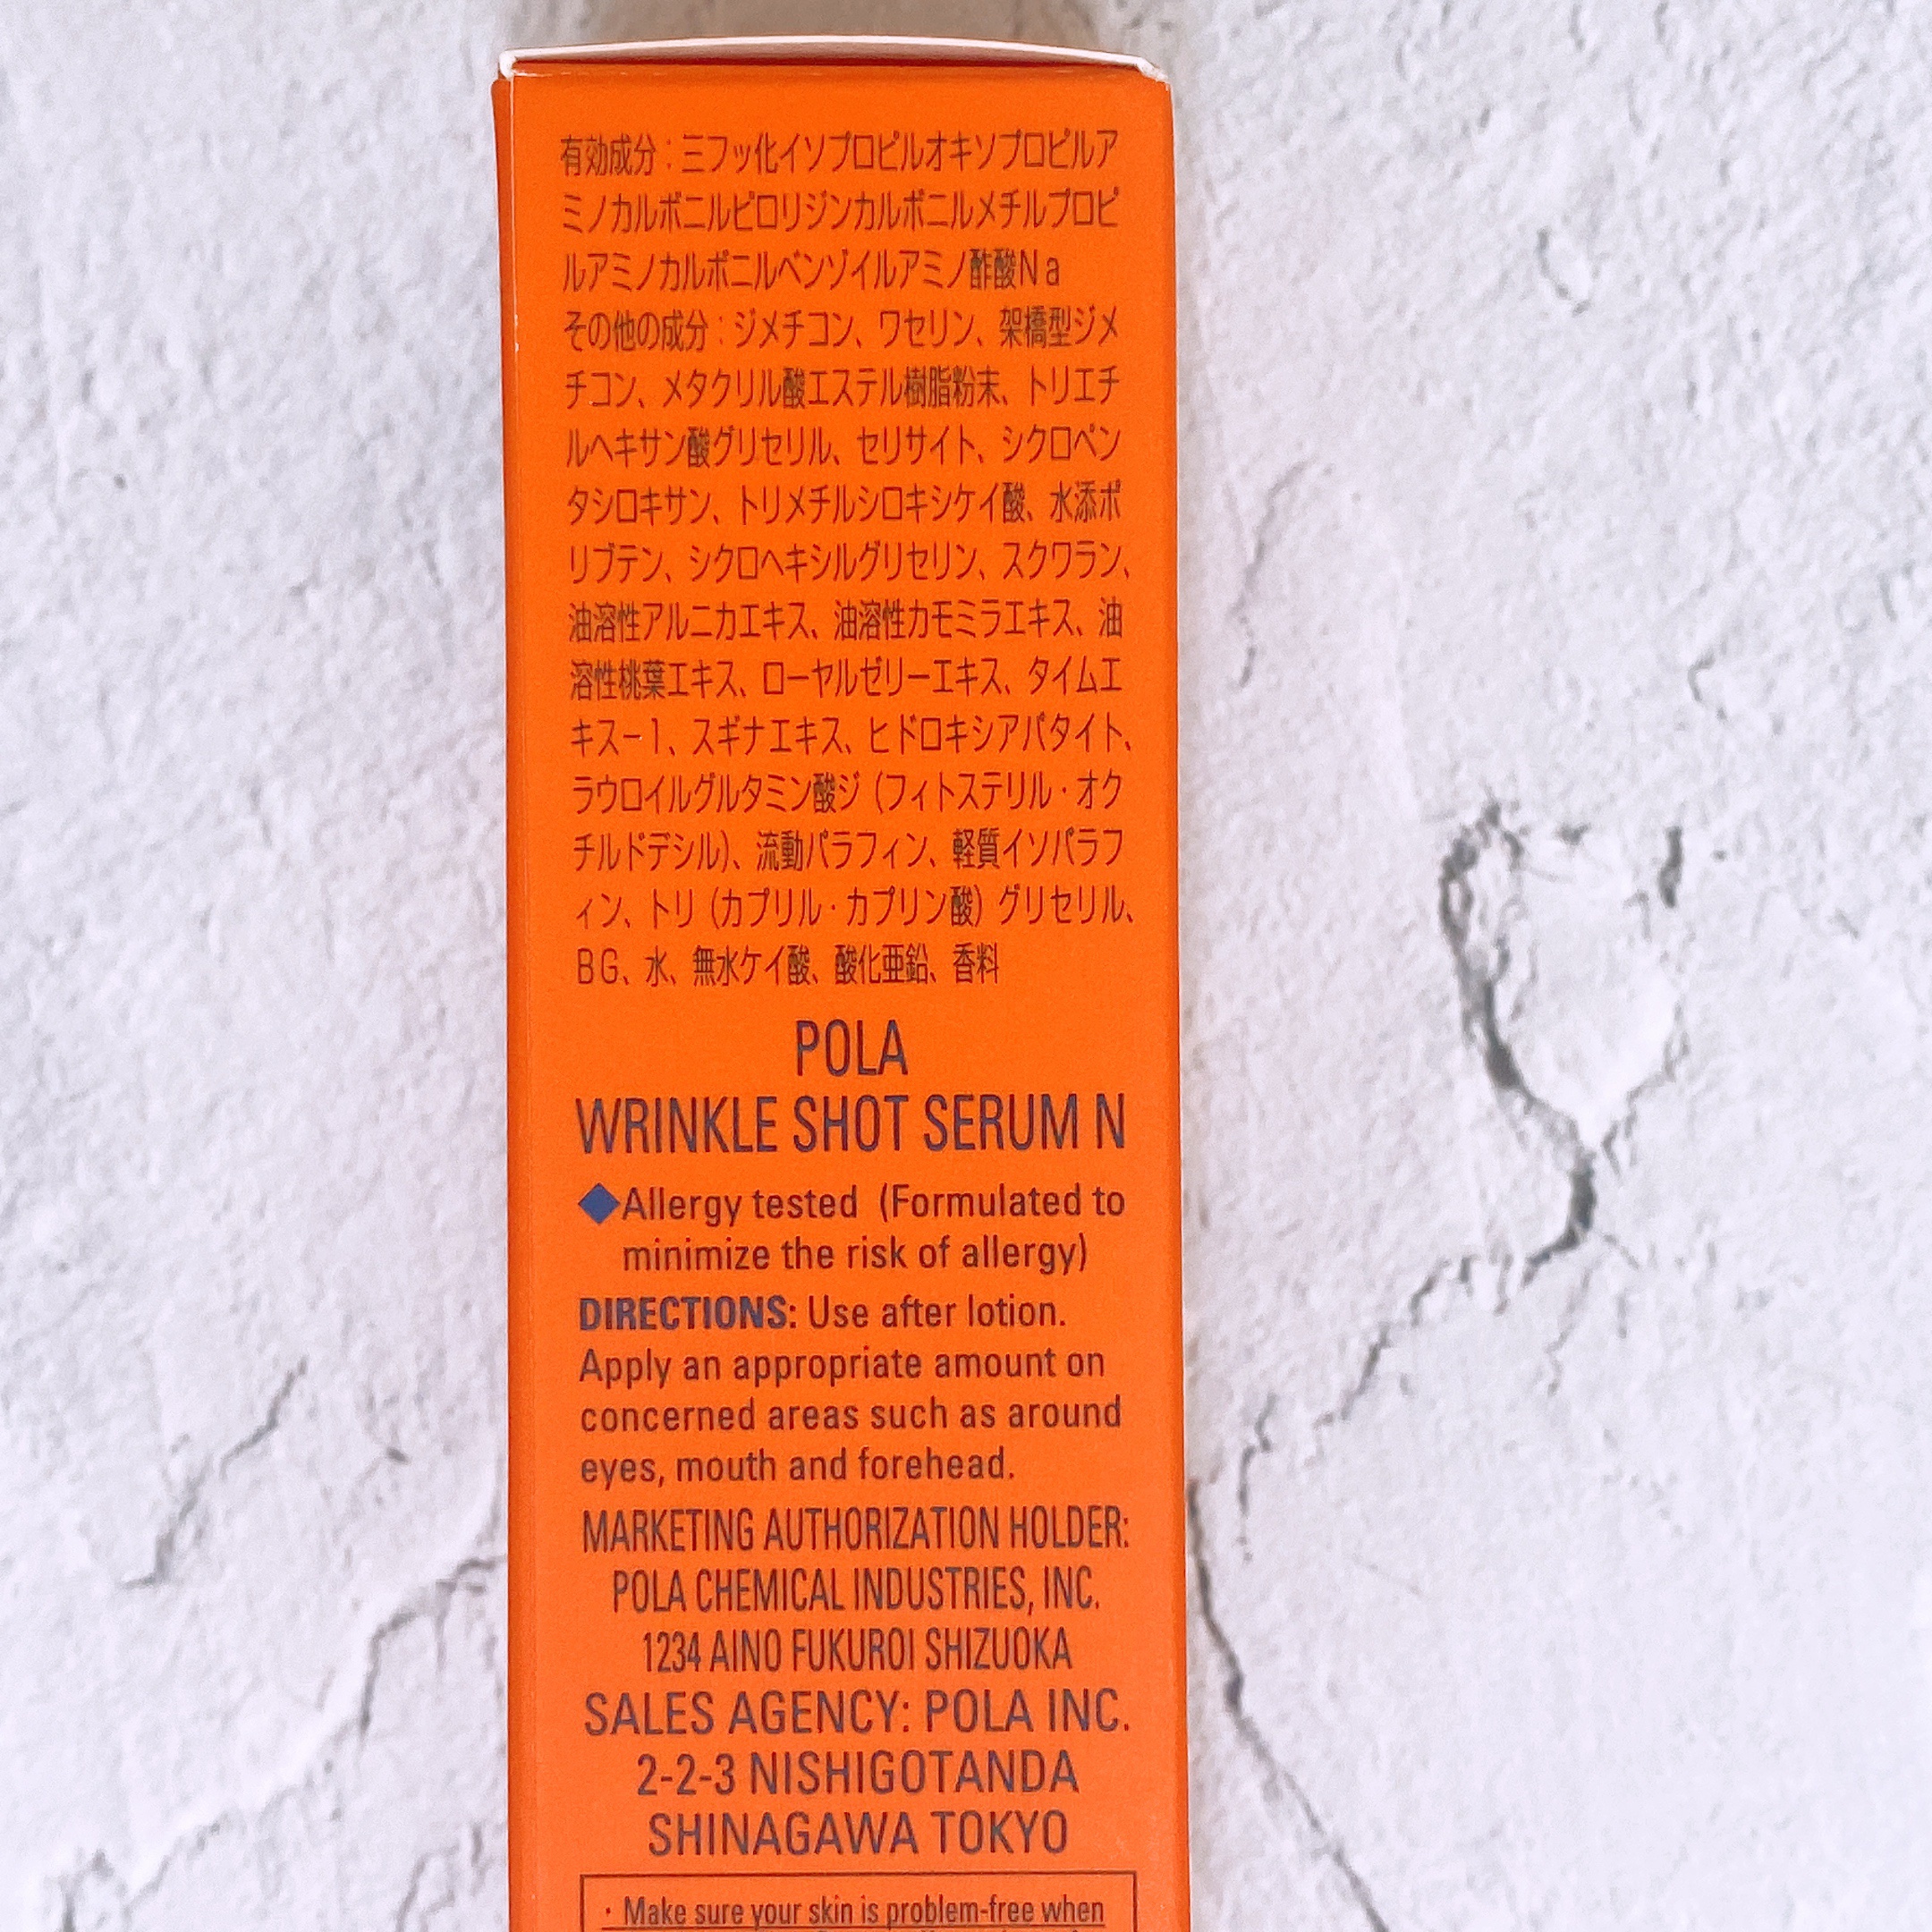 有効成分：三フッ化イソプロピルオキソプロピルア
ミノカルボニルピロリジンカルボニルメチルプロピ
ルアミノカルボニルベンゾイルアミノ酢酸Na
その他の成分：ジメチコン、ワセリン、架橋型ジメ
チコン、メタクリル酸エステル樹脂粉末、トリエチ
ルヘキサン酸グリセリル、セリサイト、シクロペン
タシロキサン、トリメチルシロキシケイ酸、水添ポ
リブテン、シクロヘキシルグリセリン、スクワラン、
油溶性アルニカエキス、油溶性カモミラエキス、油
溶性桃葉エキス、ローヤルゼリーエキス、タイムエ
キス－1、スギナエキス、ヒドロキシアパタイト、
ラウロイルグルタミン酸ジ（フィトステリル・オク
チルドデシル）、流動パラフィン、軽質イソパラフ
ィン、トリ（カプリル・カプリン酸）グリセリル、
BG、水、無水ケイ酸、酸化亜鉛、香料
POLA
WRINKLE SHOT SERUM N
◆Allergy tested (Formulated to
minimize the risk of allergy)
DIRECTIONS: Use after lotion.
Apply an appropriate amount on
concerned areas such as around
eyes, mouth and forehead.
MARKETING AUTHORIZATION HOLDER:
POLA CHEMICAL INDUSTRIES, INC.
1234 AINO FUKUROI SHIZUOKA
SALES AGENCY: POLA INC.
2-2-3 NISHIGOTANDA
SHINAGAWA TOKYO
・Make sure your skin is problem-free when